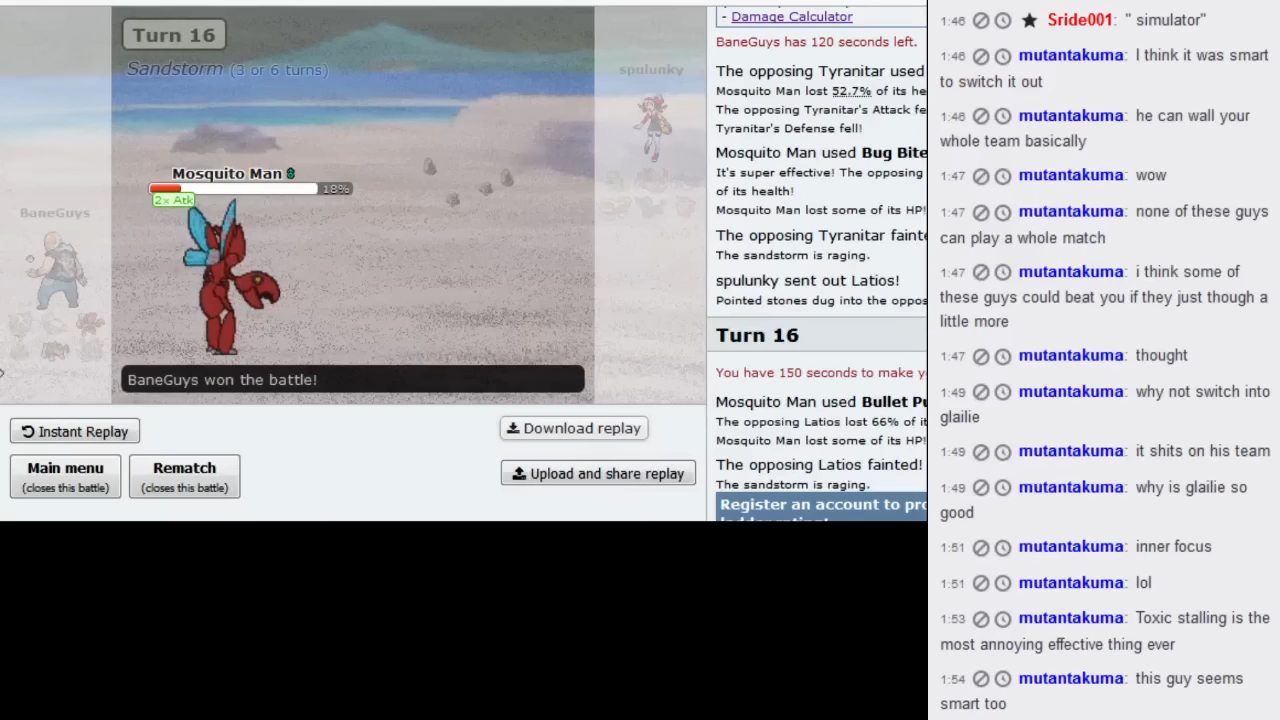 Turn 16
Sandstorm (3 or 6 turns)
BaneGuys
spulunky
Mosquito Man
18%
2× Atk
BaneGuys won the battle!
Instant Replay
Download replay
Main menu
(closes this battle)
Rematch
(closes this battle)
Upload and share replay
- Damage Calculator
BaneGuys has 120 seconds left.
The opposing Tyranitar used
Mosquito Man lost 52.7% of its he
The opposing Tyranitar's Attack fe
Tyranitar's Defense fell!
Mosquito Man used Bug Bite
It's super effective! The opposing
of its health!
Mosquito Man lost some of its HP!
The opposing Tyranitar fainte
The sandstorm is raging.
spulunky sent out Latios!
Pointed stones dug into the oppos
Turn 16
You have 150 seconds to make y
Mosquito Man used Bullet Pu
The opposing Latios lost 66% of it
Mosquito Man lost some of its HP!
The opposing Latios fainted!
The sandstorm is raging.
Register an account to pro
1:46 Sride001: " simulator"
1:46 mutantakuma: I think it was smart
to switch it out
1:46 mutantakuma: he can wall your
whole team basically
1:47 mutantakuma: wow
1:47 mutantakuma: none of these guys
can play a whole match
1:47 mutantakuma: i think some of
these guys could beat you if they just though a
little more
1:47 mutantakuma: thought
1:49 mutantakuma: why not switch into
glailie
1:49 mutantakuma: it shits on his team
1:49 mutantakuma: why is glailie so
good
1:51 mutantakuma: inner focus
1:51 mutantakuma: lol
1:53 mutantakuma: Toxic stalling is the
most annoying effective thing ever
1:54 mutantakuma: this guy seems
smart too